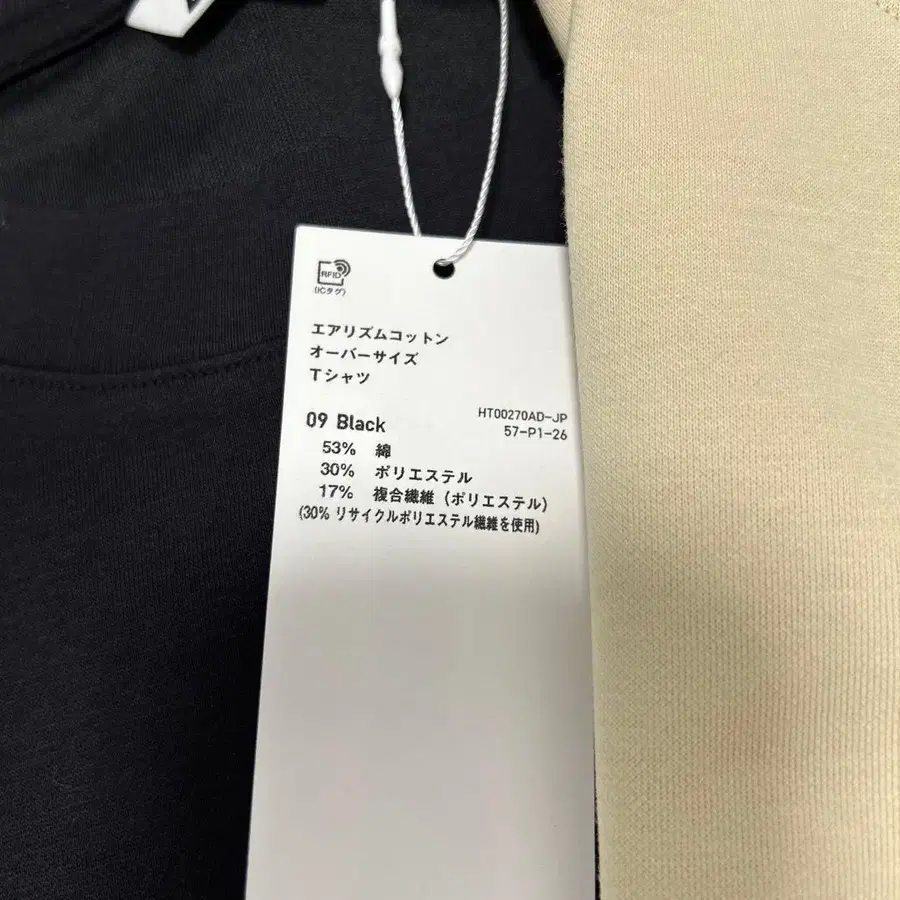 RFID
(ICタグ)
エアリズムコットン
オーバーサイズ
Tシャツ
09 Black
HT00270AD-JP
57-P1-26
53% 綿
30% ポリエステル
17% 複合繊維(ポリエステル)
(30% リサイクルポリエステル繊維を使用)